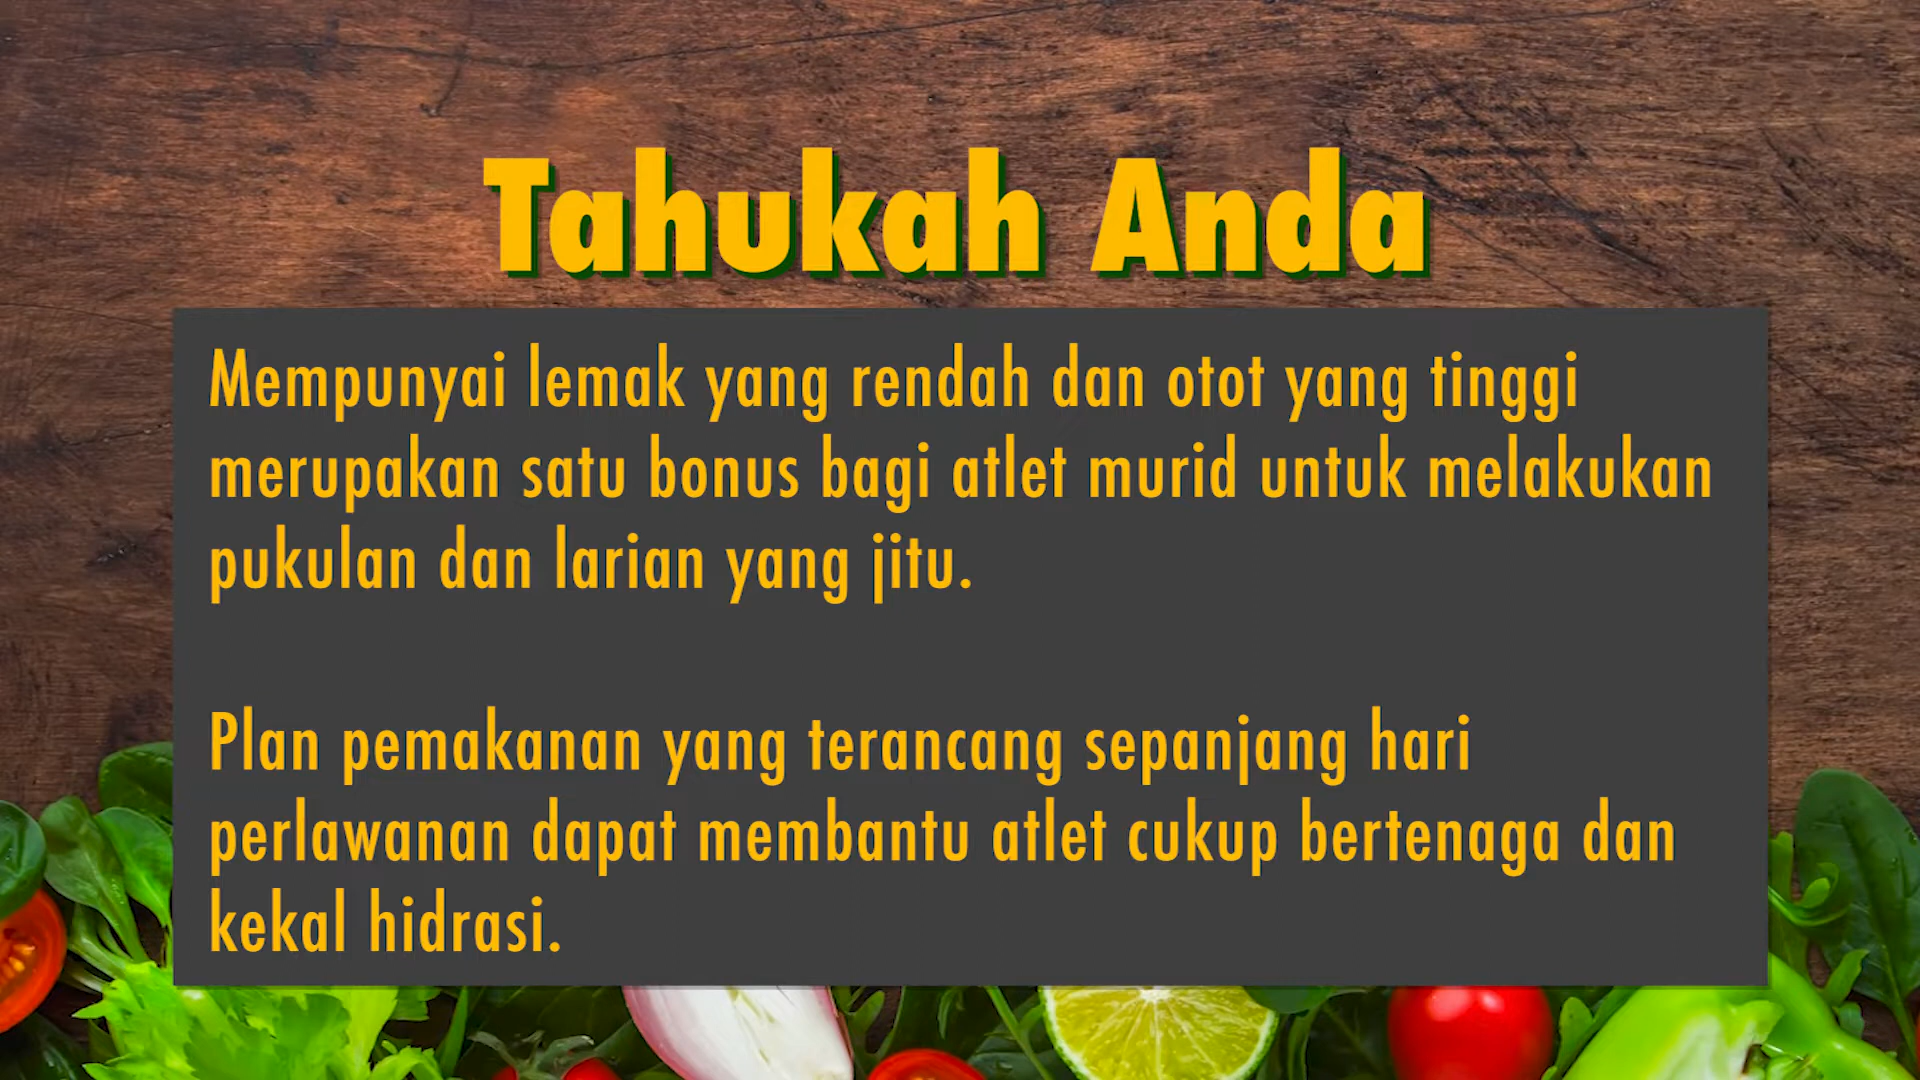 Tahukah Anda
Mempunyai lemak yang rendah dan otot yang tinggi
merupakan satu bonus bagi atlet murid untuk melakukan
pukulan dan larian yang jitu.
Plan pemakanan yang terancang sepanjang hari
perlawanan dapat membantu atlet cukup bertenaga dan
kekal hidrasi.